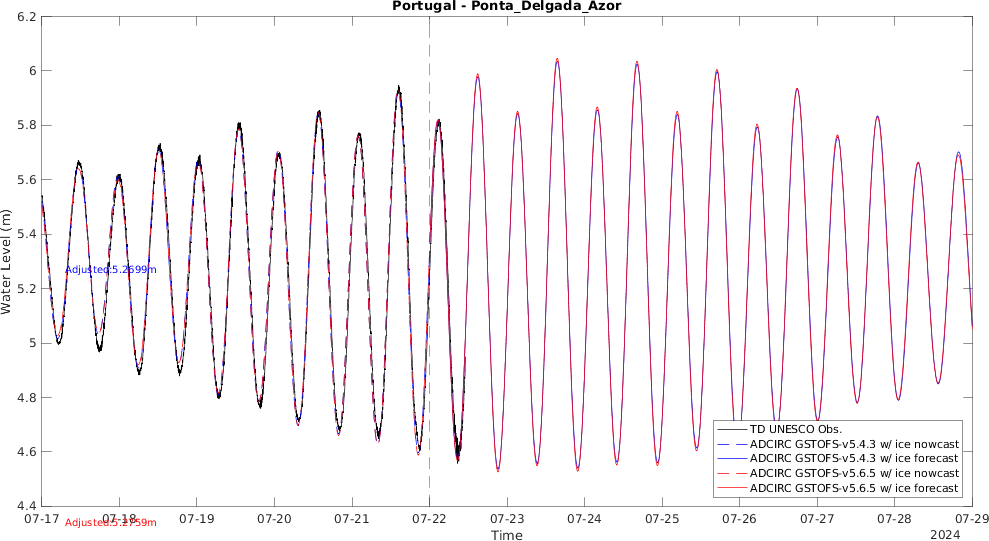 Portugal - Ponta_Delgada_Azor
6.2
6
5.8
5.6
5.4
5.2
5
4.8
4.6
4.4
Water Level (m)
Adjusted:5.2699m
Adjusted:5.2759m
TD UNESCO Obs.
ADCIRC GSTOFS-v5.4.3 w/ ice nowcast
ADCIRC GSTOFS-v5.4.3 w/ ice forecast
ADCIRC GSTOFS-v5.6.5 w/ ice nowcast
ADCIRC GSTOFS-v5.6.5 w/ ice forecast
07-17 07-18 07-19 07-20 07-21 07-22 07-23 07-24 07-25 07-26 07-27 07-28 07-29
Time
2024